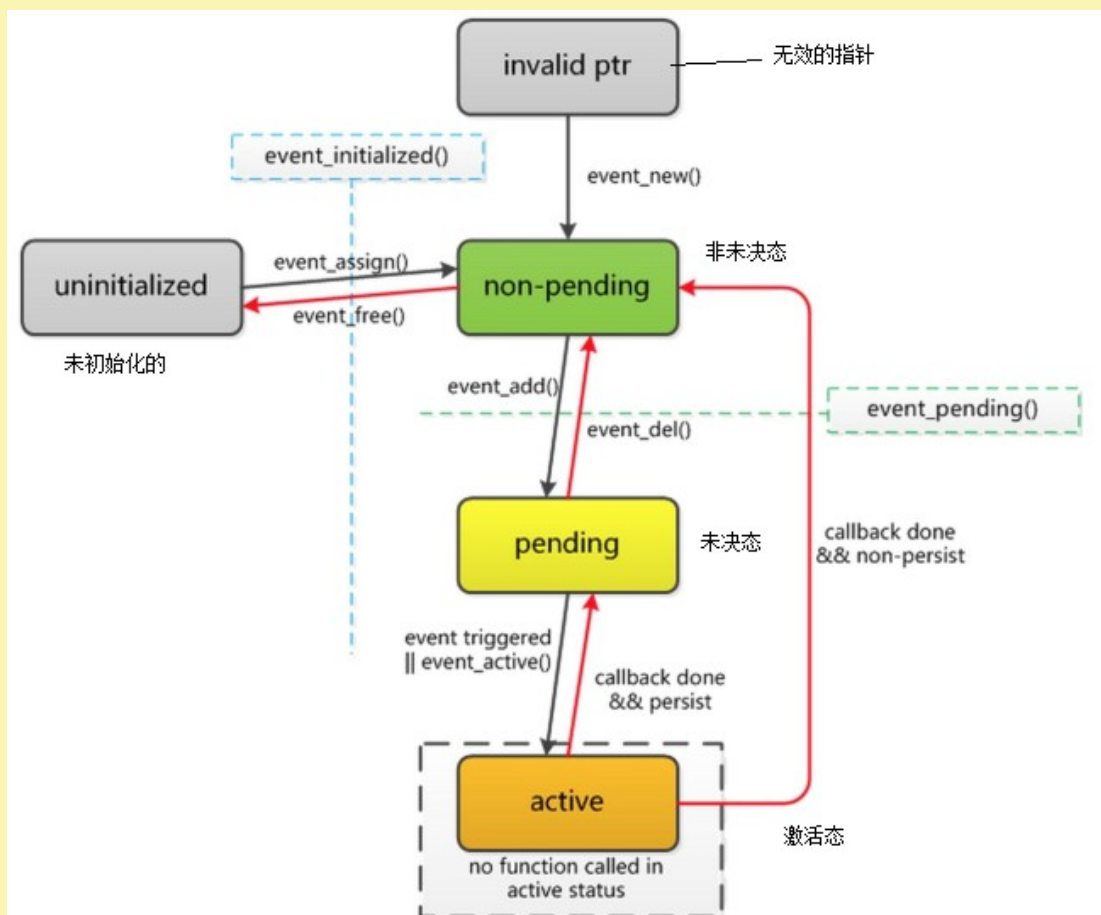 invalid ptr
无效的指针
event_initialized()
event_new()
uninitialized
event_assign()
event_free()
non-pending
非未决态
未初始化的
event_add()
event_del()
event_pending()
pending
未决态
callback done
&& non-persist
event triggered
|| event_active()
callback done
&& persist
active
激活态
no function called in
active status